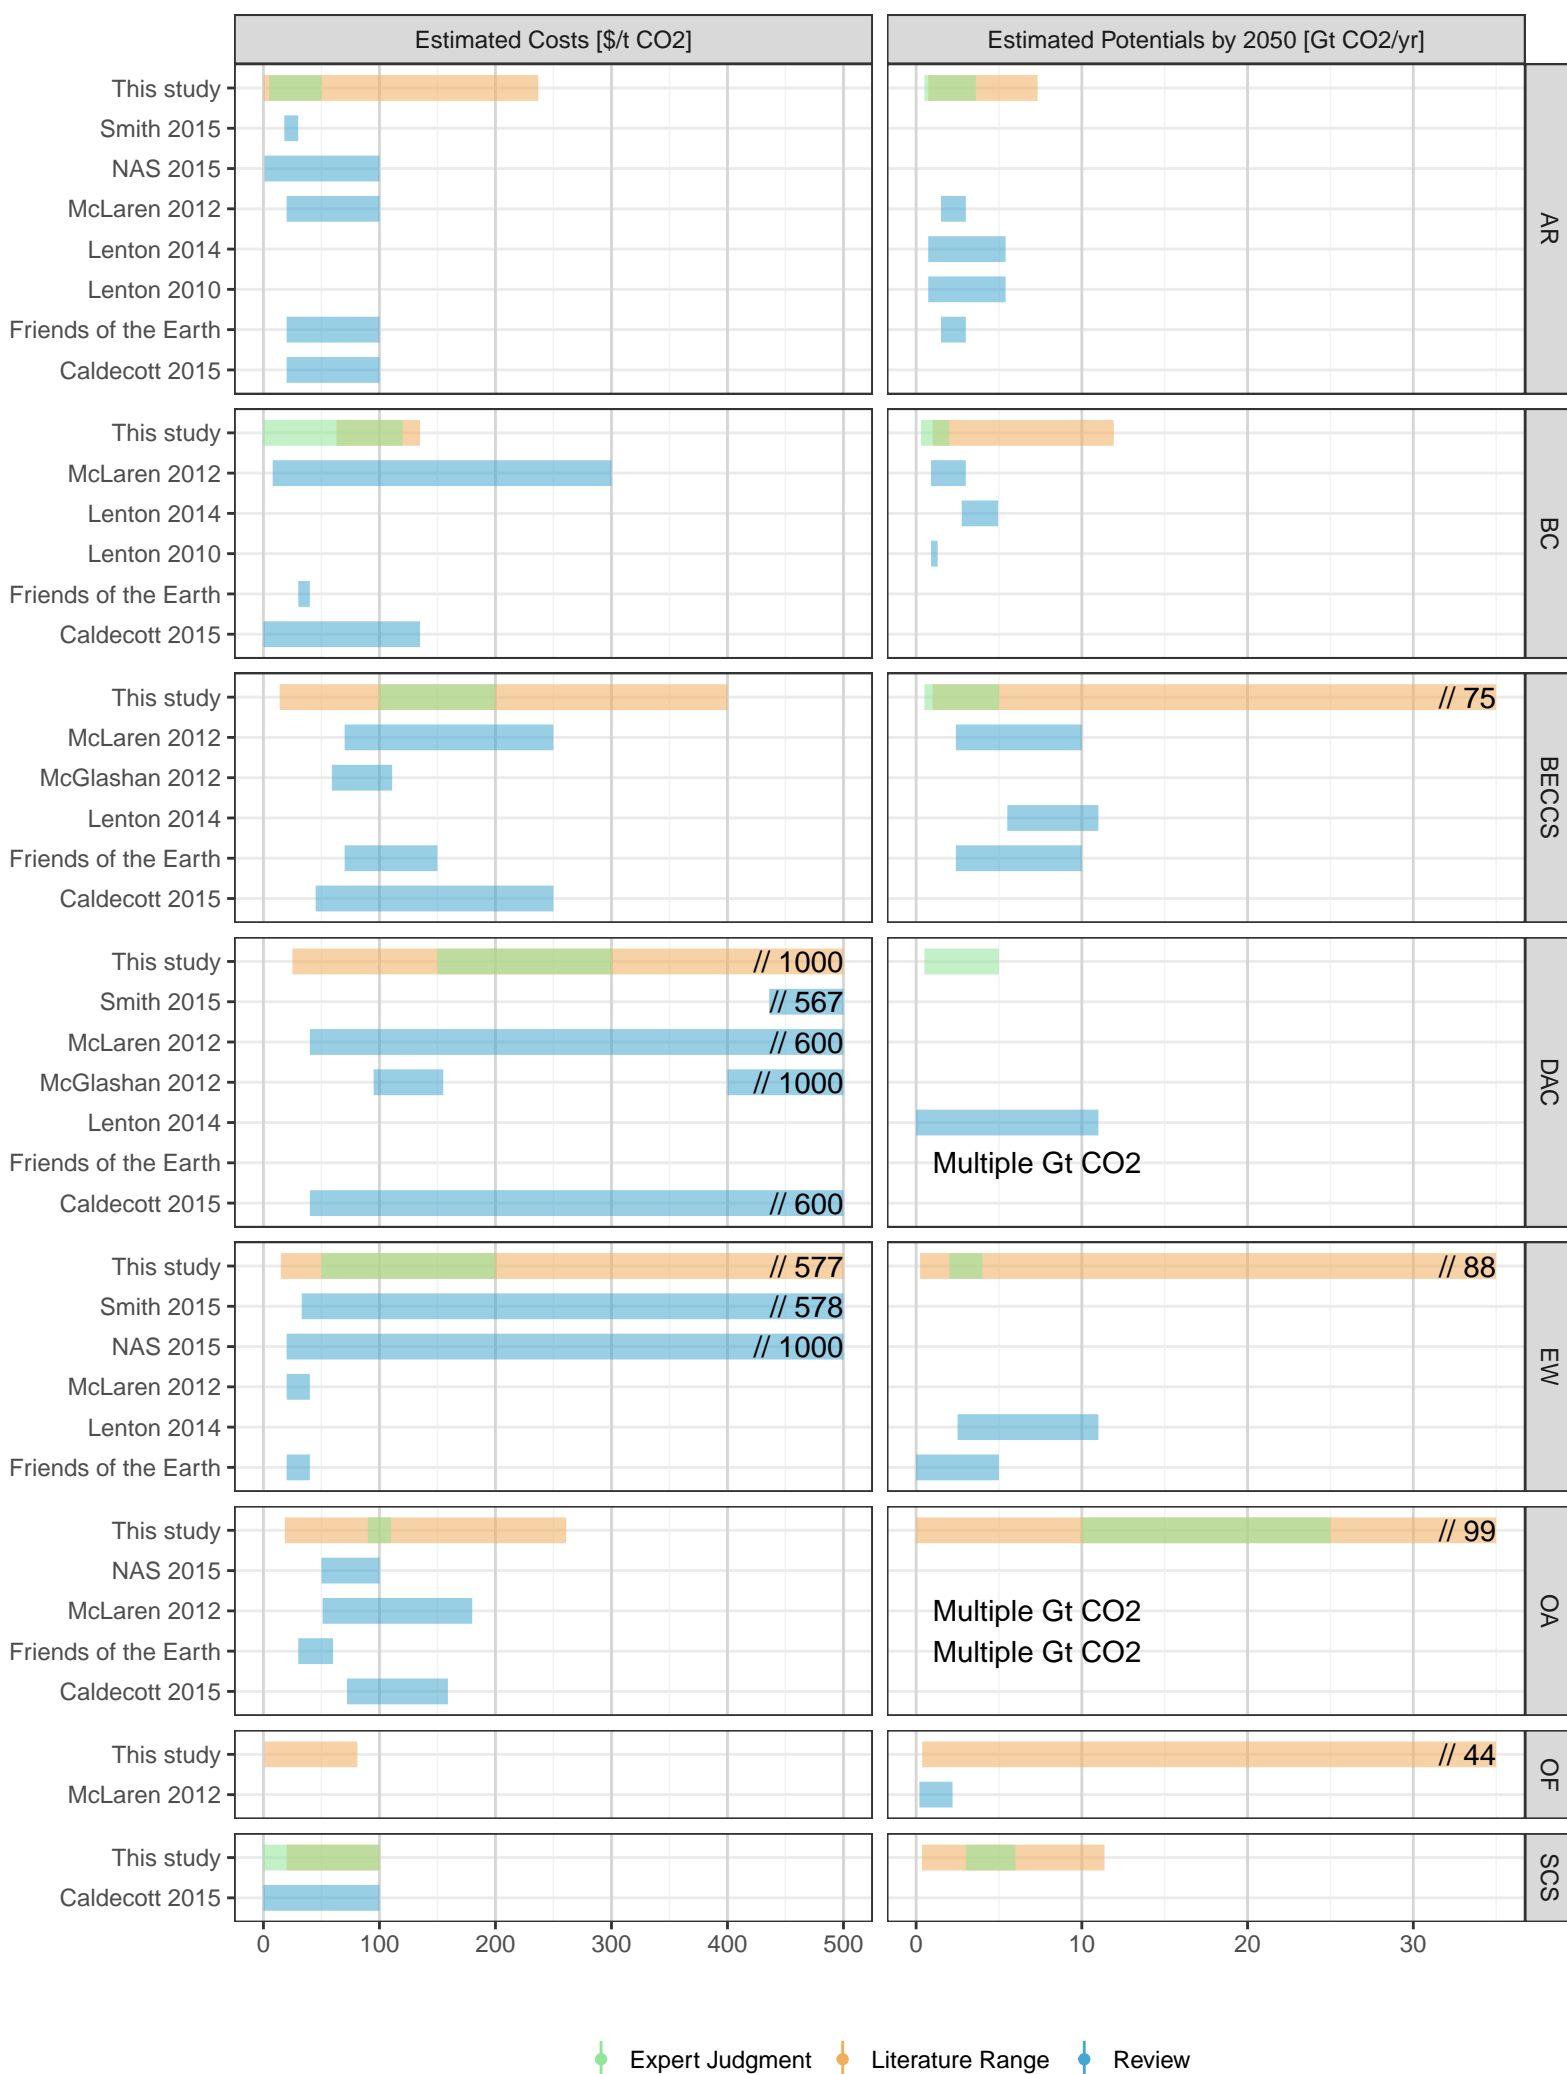 Estimated Costs [$/t CO2]
Estimated Potentials by 2050 [Gt CO2/yr]
This study
Smith 2015
NAS 2015
McLaren 2012
Lenton 2014
Lenton 2010
Friends of the Earth
Caldecott 2015
AR
This study
McLaren 2012
Lenton 2014
Lenton 2010
Friends of the Earth
Caldecott 2015
BC
This study
// 75
McLaren 2012
McGlashan 2012
Lenton 2014
Friends of the Earth
Caldecott 2015
BECCS
This study
// 1000
Smith 2015
// 567
McLaren 2012
// 600
McGlashan 2012
// 1000
Lenton 2014
Friends of the Earth
Multiple Gt CO2
Caldecott 2015
// 600
DAC
This study
// 577
// 88
Smith 2015
// 578
NAS 2015
// 1000
McLaren 2012
Lenton 2014
Friends of the Earth
EW
This study
// 99
NAS 2015
McLaren 2012
Multiple Gt CO2
Friends of the Earth
Multiple Gt CO2
Caldecott 2015
OA
This study
// 44
McLaren 2012
OF
This study
Caldecott 2015
SCS
0 100 200 300 400 500
0 10 20 30
Expert Judgment
Literature Range
Review